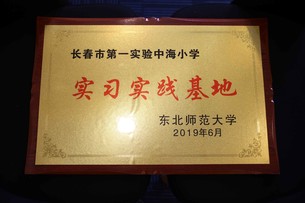 长春市第一实验中海小学
实习实践基地
东北师范大学
2019年6月